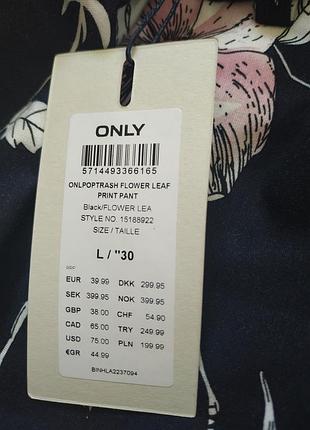 ONLY
5714493366165
ONLPOPTRASH FLOWER LEAF
PRINT PANT
Black/FLOWER LEA
STYLE NO. 15188922
SIZE / TAILLE
L / "30
RRP
EUR 39.99 DKK 299.95
SEK 399.95 NOK 399.95
GBP 38.00 CHF 54.90
CAD 65.00 TRY 249.99
USD 75.00 PLN 199.99
€GR 44.99
BINHLA2237094